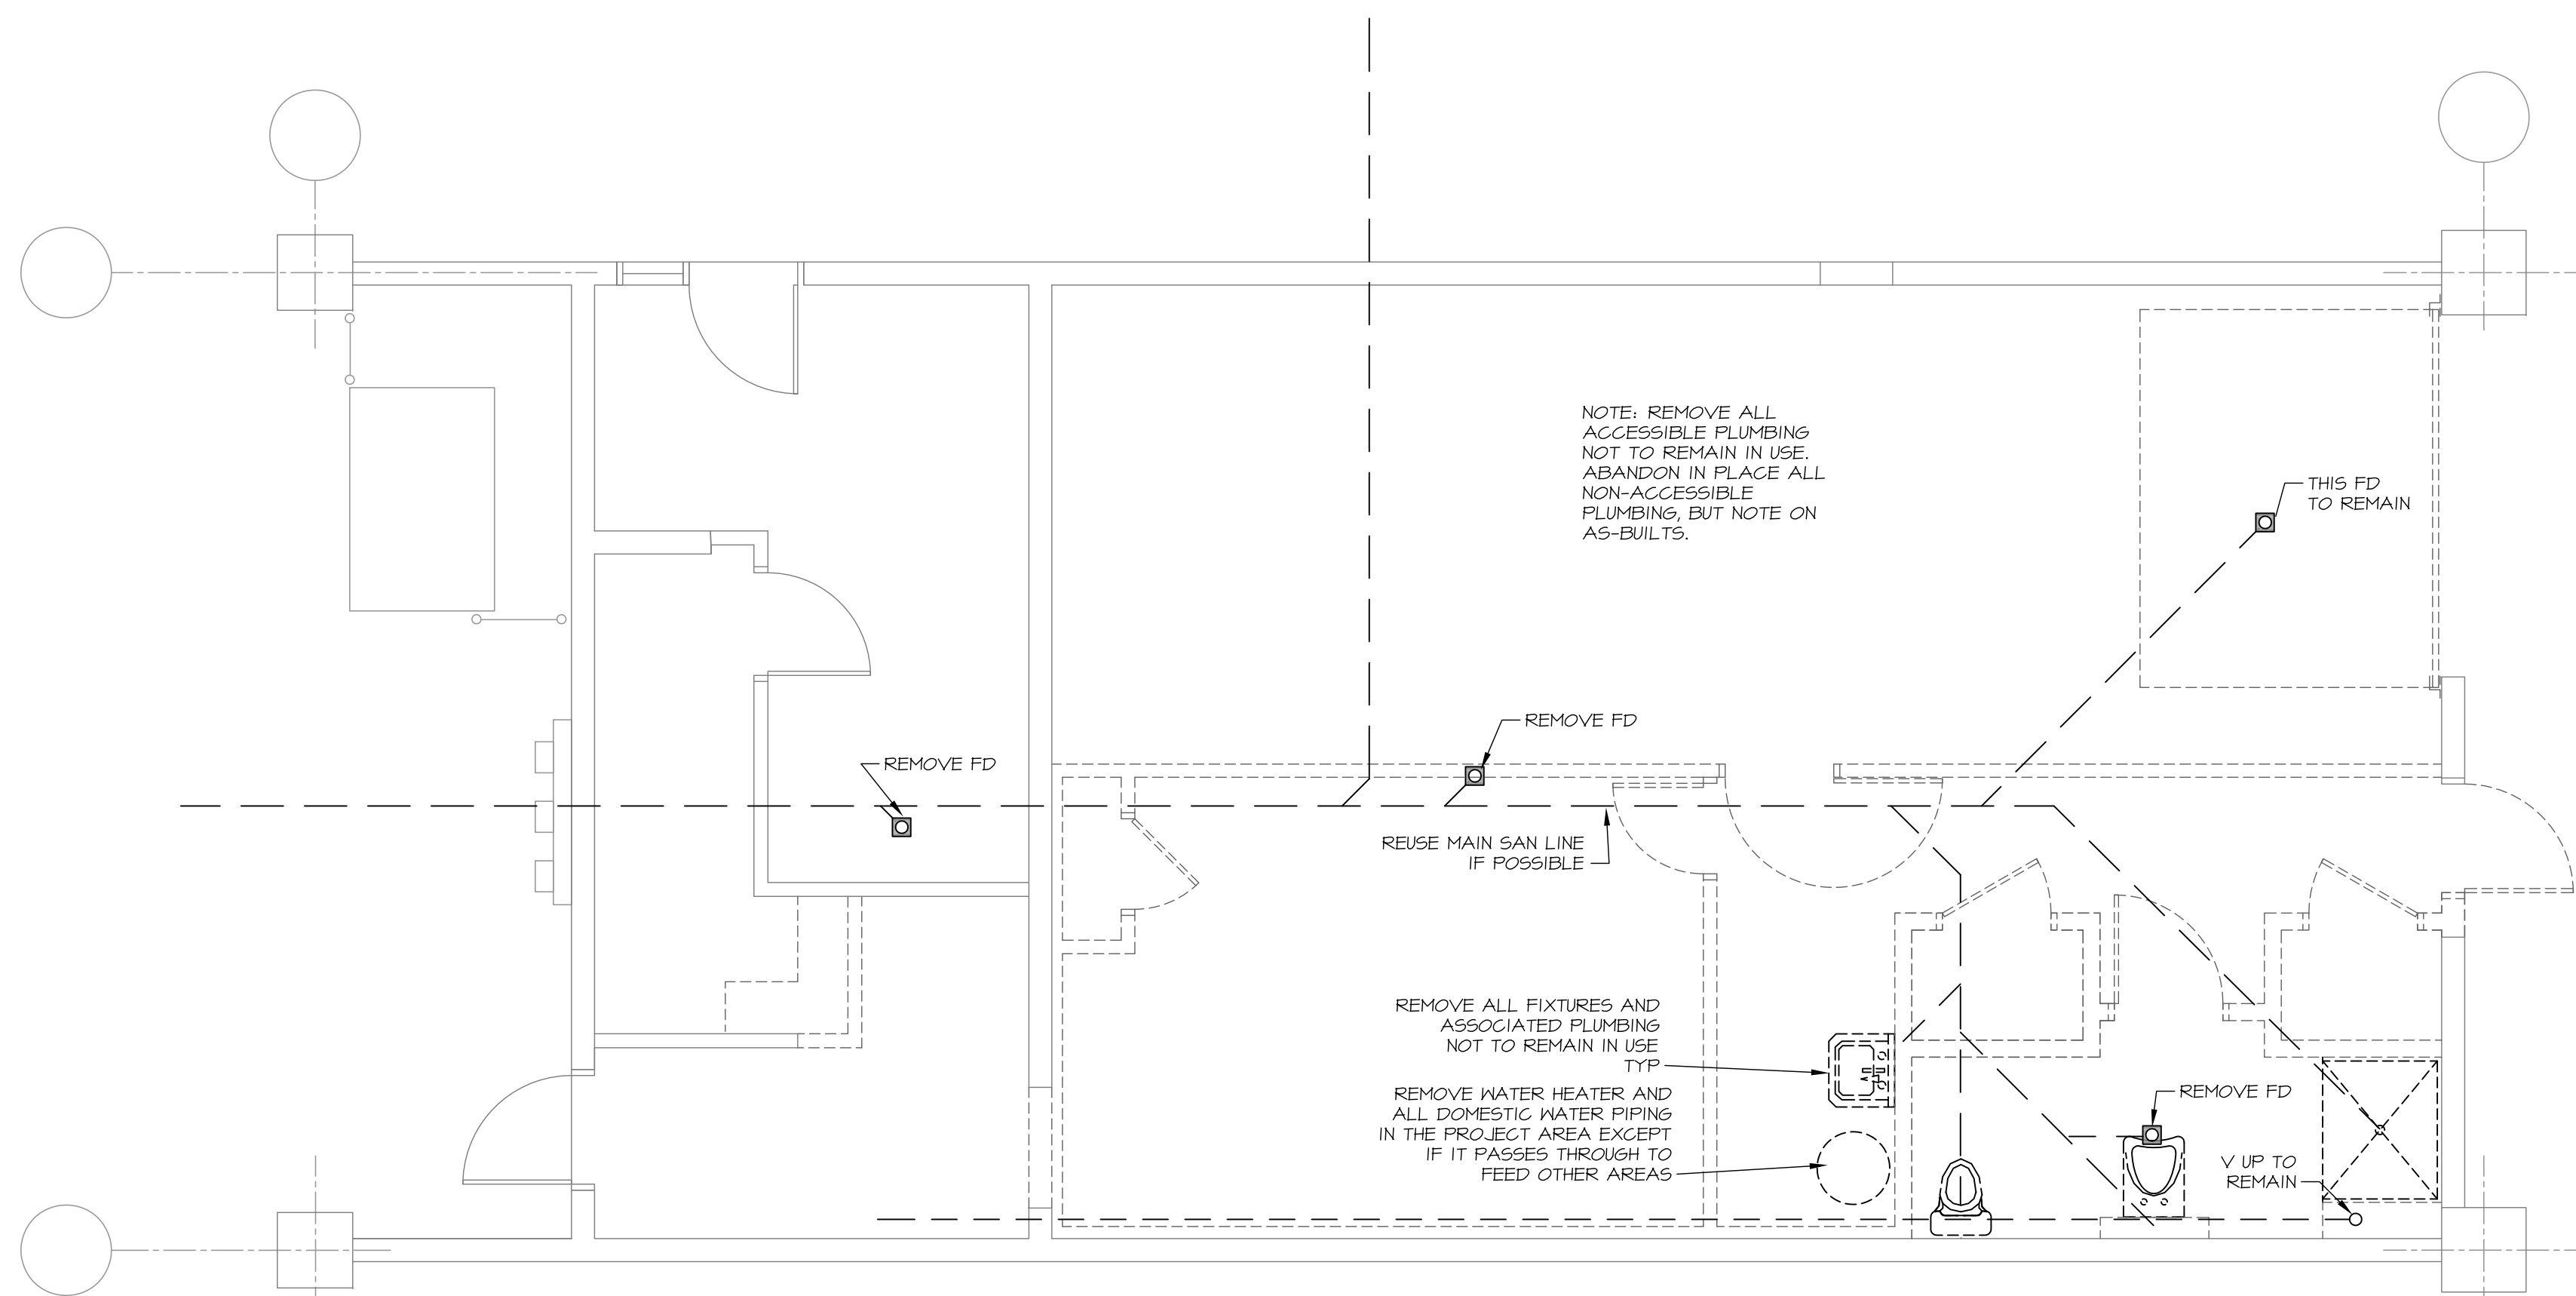 NOTE: REMOVE ALL
ACCESSIBLE PLUMBING
NOT TO REMAIN IN USE.
ABANDON IN PLACE ALL
NON-ACCESSIBLE
PLUMBING, BUT NOTE ON
AS-BUILTS.
THIS FD
TO REMAIN
REMOVE FD
REMOVE FD
REUSE MAIN SAN LINE
IF POSSIBLE
REMOVE ALL FIXTURES AND
ASSOCIATED PLUMBING
NOT TO REMAIN IN USE
TYP
REMOVE WATER HEATER AND
ALL DOMESTIC WATER PIPING
IN THE PROJECT AREA EXCEPT
IF IT PASSES THROUGH TO
FEED OTHER AREAS
REMOVE FD
V UP TO
REMAIN